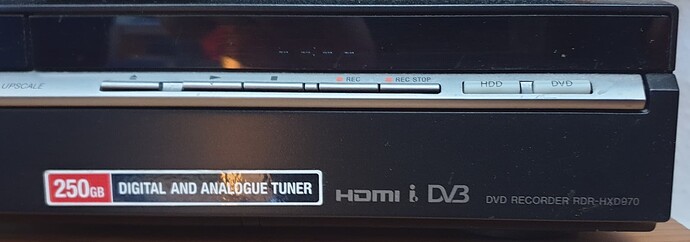 UPSCALE
REC
REC STOP
HDD
DVD
250GB
DIGITAL AND ANALOGUE TUNER
HDMI
i
DVB
DVD RECORDER RDR-HXD970